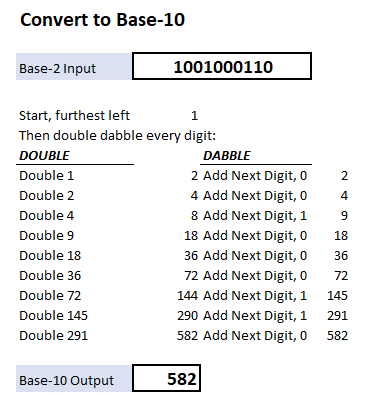 Convert to Base-10
Base-2 Input 1001000110
Start, furthest left 1
Then double dabble every digit:
DOUBLE DABBLE
Double 1 2 Add Next Digit, 0 2
Double 2 4 Add Next Digit, 0 4
Double 4 8 Add Next Digit, 1 9
Double 9 18 Add Next Digit, 0 18
Double 18 36 Add Next Digit, 0 36
Double 36 72 Add Next Digit, 0 72
Double 72 144 Add Next Digit, 1 145
Double 145 290 Add Next Digit, 1 291
Double 291 582 Add Next Digit, 0 582
Base-10 Output 582